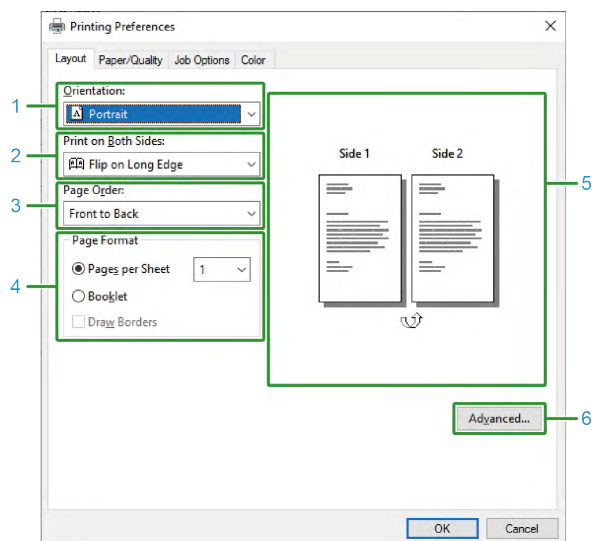 Printing Preferences
Layout Paper/Quality Job Options Color
Orientation:
1
Portrait
Print on Both Sides:
2
Flip on Long Edge
Page Order:
3
Front to Back
Page Format
Pages per Sheet 1
4
Booklet
Draw Borders
Side 1 Side 2
5
Advanced...
6
OK Cancel